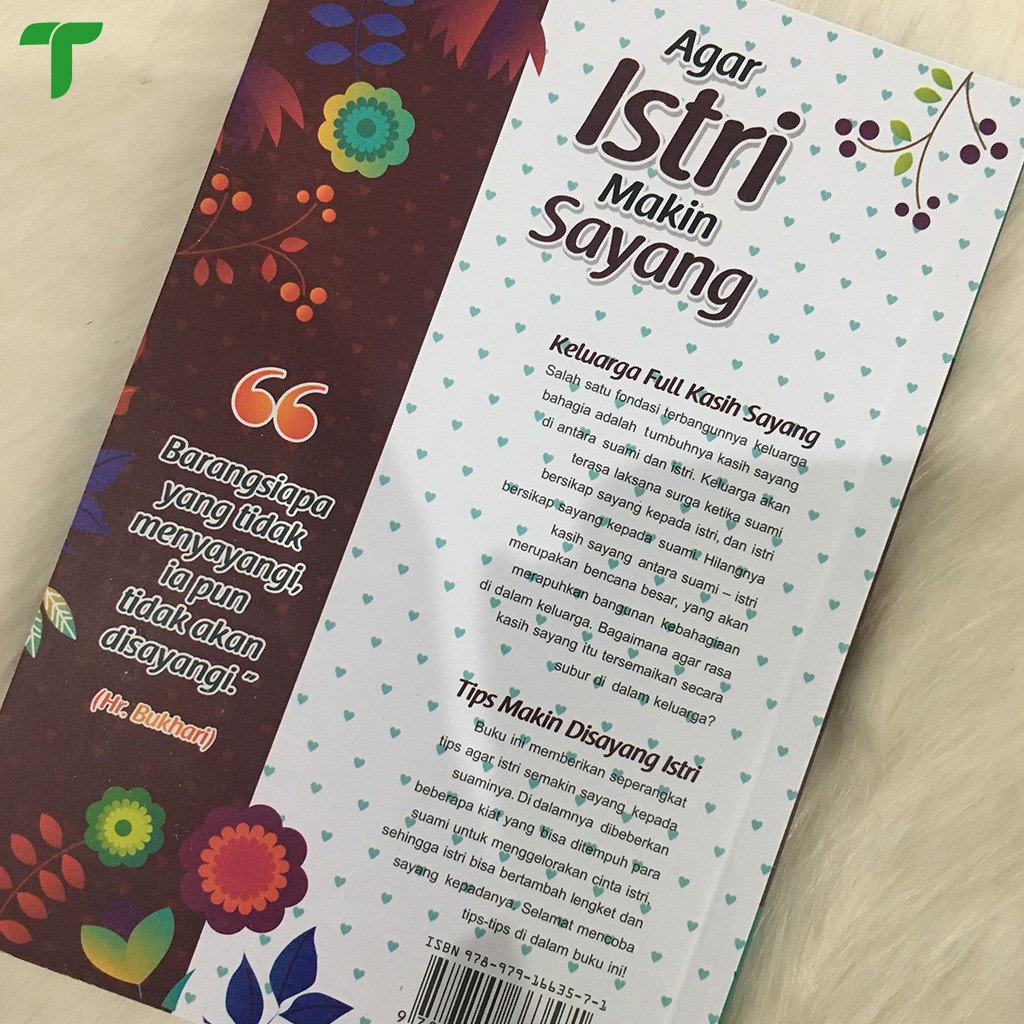 Agar
Istri
Makin
Sayang
Keluarga Full Kasih Sayang
Salah satu fondasi terbangunnya keluarga
bahagia adalah tumbuhnya kasih sayang
di antara suami dan istri. Keluarga akan
terasa laksana surga ketika suami
bersikap sayang kepada istri, dan istri
bersikap sayang kepada suami. Hilangnya
kasih sayang antara suami – istri
merupakan bencana besar, yang akan
merapuhkan bangunan kebahagiaan
di dalam keluarga. Bagaimana agar rasa
kasih sayang itu tersemaikan secara
subur di dalam keluarga?
Tips Makin Disayang Istri
Buku ini memberikan seperangkat
tips agar istri semakin sayang kepada
suaminya. Di dalamnya dibeberkan
beberapa kiat yang bisa ditempuh para
suami untuk menggelorakan cinta istri,
sehingga istri bisa bertambah lengket dan
sayang kepadanya. Selamat mencoba
tips-tips di dalam buku ini!
ISBN 978-979-16635-7-1
“
Barangsiapa
yang tidak
menyayangi,
ia pun
tidak akan
disayangi.”
(Hr. Bukhari)